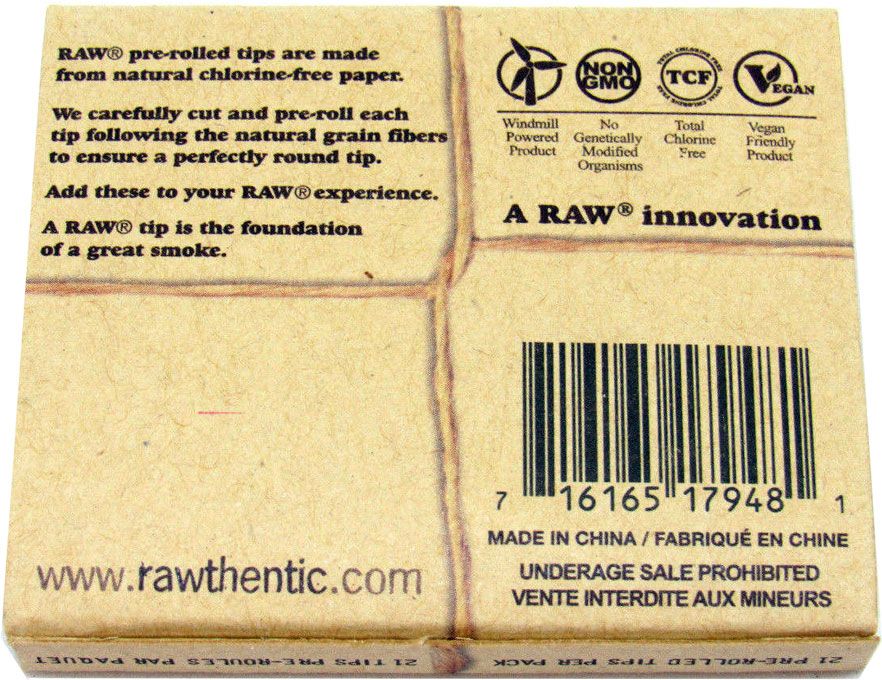 RAW® pre-rolled tips are made
from natural chlorine-free paper.
We carefully cut and pre-roll each
tip following the natural grain fibers
to ensure a perfectly round tip.
Add these to your RAW® experience.
A RAW® tip is the foundation
of a great smoke.
NON
GMO
TOTAL CHLORINE FREE
TCF
VEGAN
Windmill
Powered
Product
No
Genetically
Modified
Organisms
Total
Chlorine
Free
Vegan
Friendly
Product
A RAW® innovation
7 16165 17948 1
MADE IN CHINA / FABRIQUÉ EN CHINE
UNDERAGE SALE PROHIBITED
VENTE INTERDITE AUX MINEURS
www.rawthentic.com
21 TIPS PRE-ROULES PAR PAQUET
21 PRE-ROLLED TIPS PER PACK